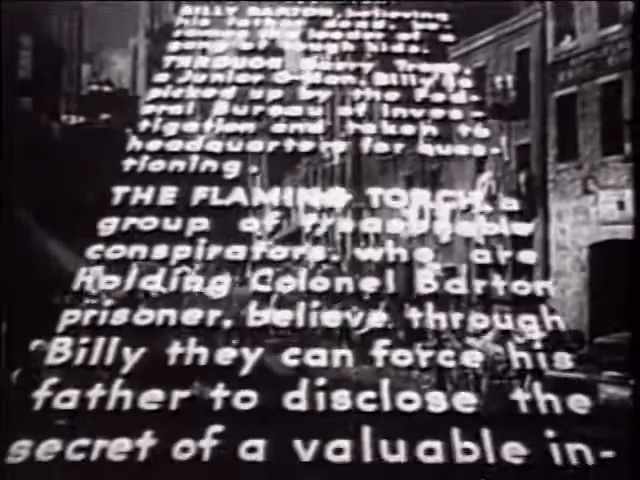 BILLY BARTON, believing
his father dead, be-
comes the leader of a
gang of tough kids.
THROUGH Harry Trent,
a Junior G-Man, Billy is
picked up by the Fed-
eral Bureau of Inves-
tigation and taken to
headquarters for ques-
tioning.
THE FLAMING TORCH, a
group of treasonable
conspirators, who are
Holding Colonel Barton
prisoner, believe through
Billy they can force his
father to disclose the
secret of a valuable in-